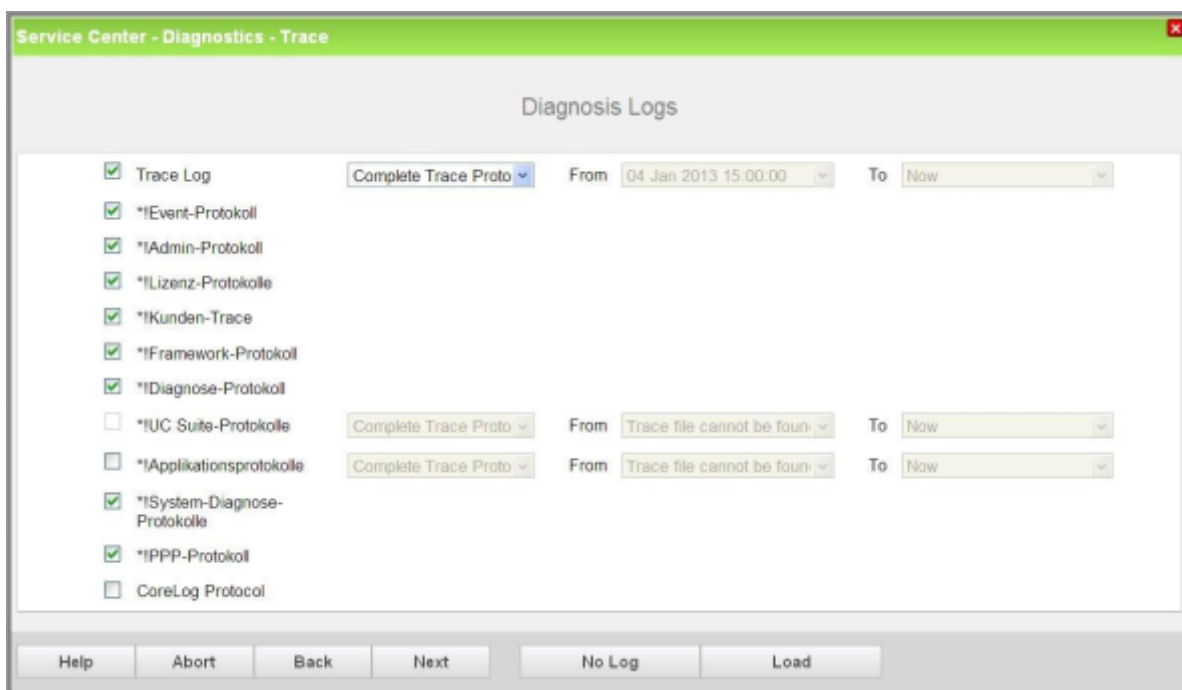 Service Center - Diagnostics - Trace
Diagnosis Logs
Trace Log Complete Trace Proto From 04 Jan 2013 15:00:00 To Now
*!Event-Protokoll
*!Admin-Protokoll
*!Lizenz-Protokolle
*!Kunden-Trace
*!Framework-Protokoll
*!Diagnose-Protokoll
*!UC Suite-Protokolle Complete Trace Proto From Trace file cannot be foun To Now
*!Applikationsprotokolle Complete Trace Proto From Trace file cannot be foun To Now
*!System-Diagnose-
Protokolle
*!PPP-Protokoll
CoreLog Protocol
Help Abort Back Next No Log Load